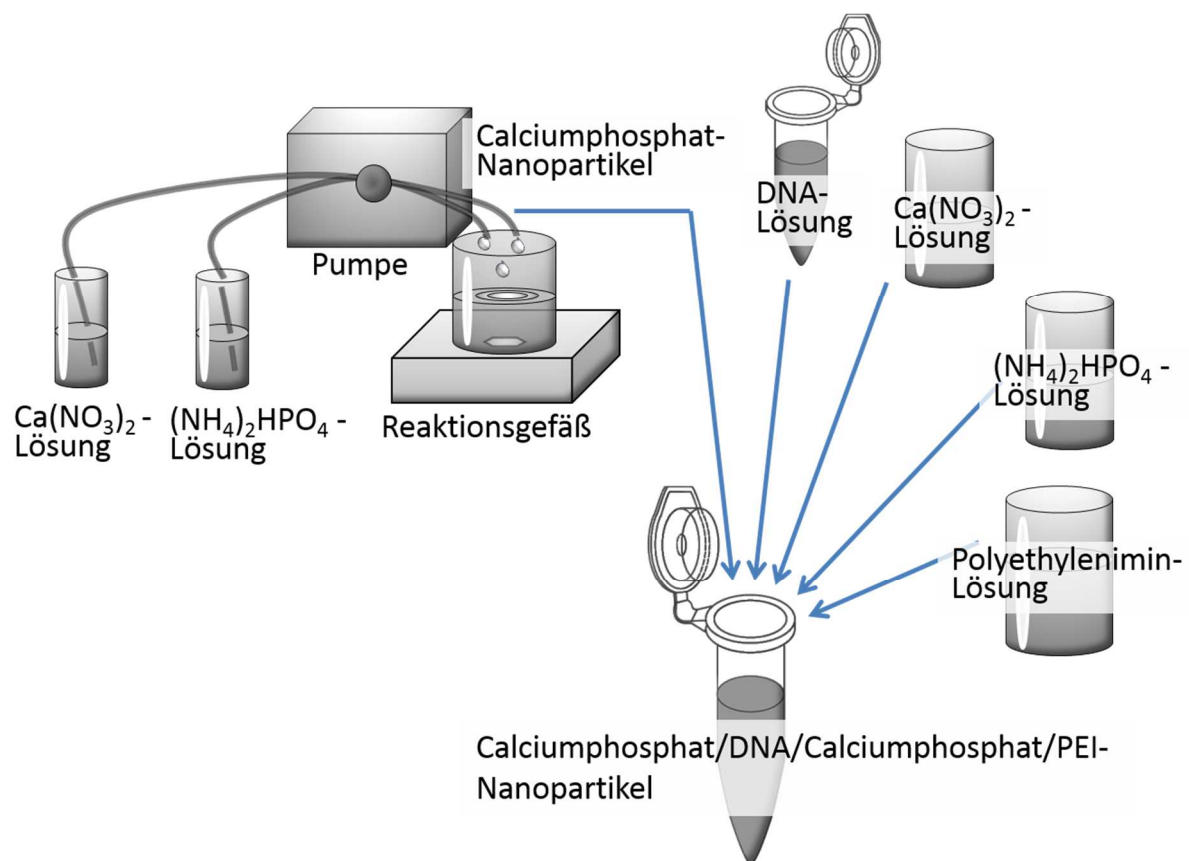 Calciumphosphat-
Nanopartikel
Pumpe
DNA-
Lösung
Ca(NO₃)₂ -
Lösung
Ca(NO₃)₂ -
Lösung
(NH₄)₂HPO₄ -
Lösung
Reaktionsgefäß
(NH₄)₂HPO₄ -
Lösung
Polyethylenimin-
Lösung
Calciumphosphat/DNA/Calciumphosphat/PEI-
Nanopartikel